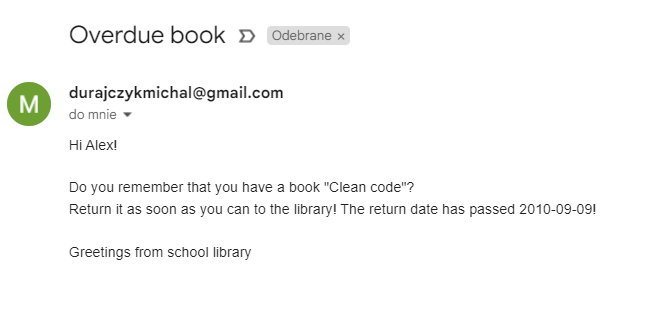 Overdue book Odebrane ×
M
durajczykmichal@gmail.com
do mnie
Hi Alex!
Do you remember that you have a book "Clean code"?
Return it as soon as you can to the library! The return date has passed 2010-09-09!
Greetings from school library